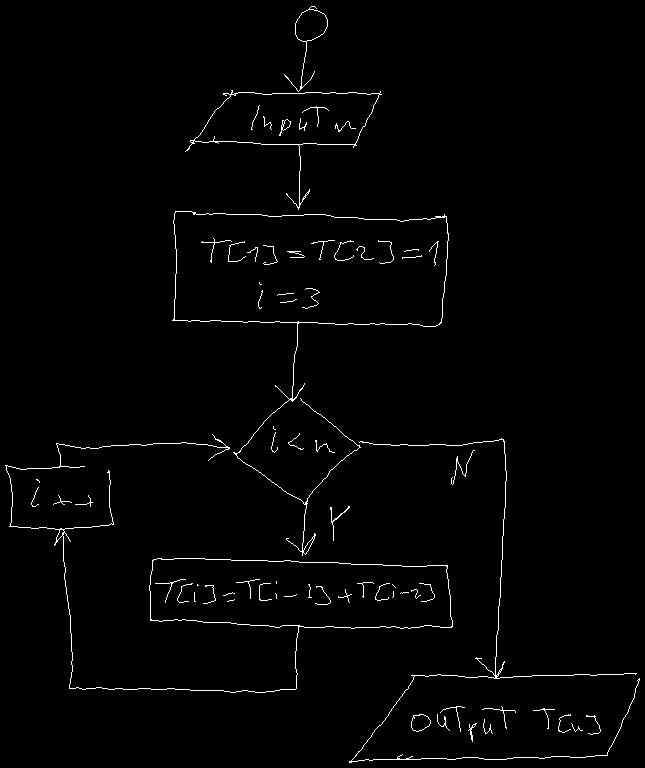 Input n
T[1]=T[2]=1
i=3
i<n
N
i++
Y
T[i]=T[i-1]+T[i-2]
OUTPUT T[n]